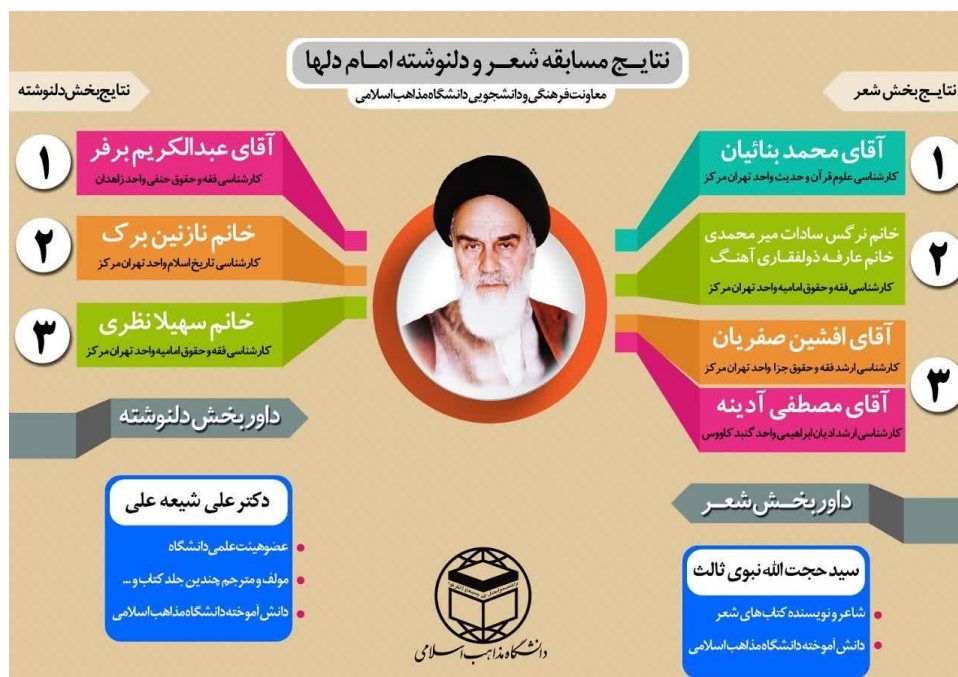 نتایج مسابقه شعر و دلنوشته امام دلها
معاونت فرهنگی و دانشجویی دانشگاه مذاهب اسلامی
نتایج بخش شعر
۱
آقای محمد بنائیان
کارشناسی علوم قرآن و حدیث واحد تهران مرکز
۲
خانم نرگس سادات میر محمدی
خانم عارفه ذولفقاری آهنگ
کارشناسی فقه و حقوق امامیه واحد تهران مرکز
۳
آقای افشین صفریان
کارشناسی ارشد فقه و حقوق جزا واحد تهران مرکز
آقای مصطفی آدینه
کارشناسی ارشد ادیان ابراهیمی واحد گنبد کاووس
داور بخش شعر
سید حجت الله نبوی ثالث
شاعر و نویسنده کتاب های شعر
دانش آموخته دانشگاه مذاهب اسلامی
نتایج بخش دلنوشته
۱
آقای عبدالکریم برفر
کارشناسی فقه و حقوق حنفی واحد زاهدان
۲
خانم نازنین برک
کارشناسی تاریخ اسلام واحد تهران مرکز
۳
خانم سهیلا نظری
کارشناسی فقه و حقوق امامیه واحد تهران مرکز
داور بخش دلنوشته
دکتر علی شیعه علی
عضو هیئت علمی دانشگاه
مولف و مترجم چندین جلد کتاب و ...
دانش آموخته دانشگاه مذاهب اسلامی
دانشگاه مذاهب اسلامی